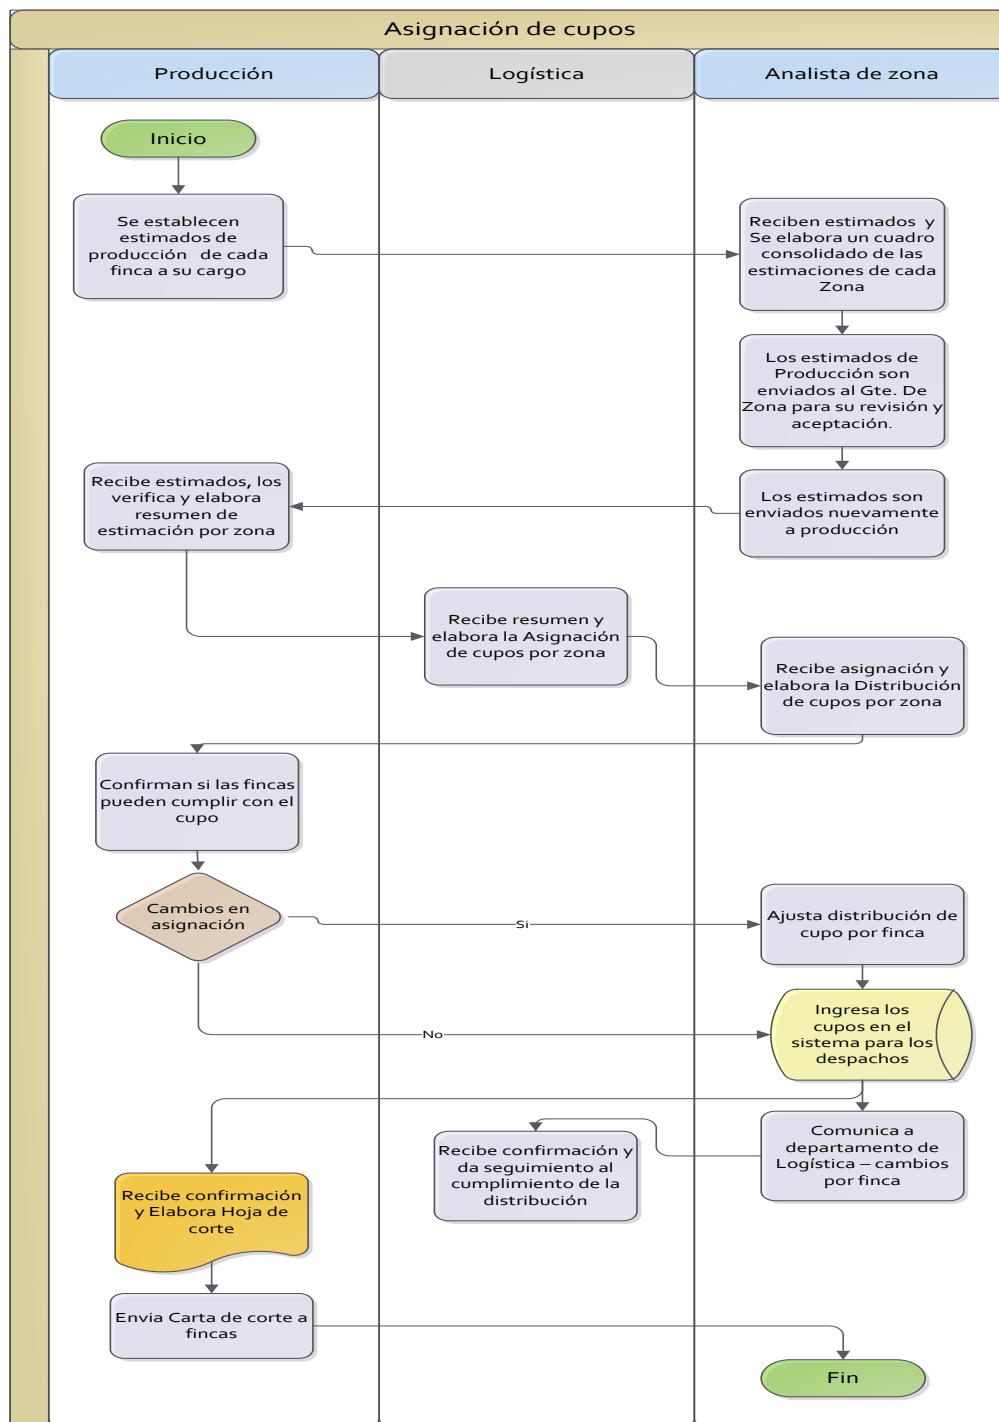 Asignación de cupos
Producción
Logística
Analista de zona
Inicio
Se establecen
estimados de
producción de cada
finca a su cargo
Reciben estimados y
Se elabora un cuadro
consolidado de las
estimaciones de cada
Zona
Los estimados de
Producción son
enviados al Gte. De
Zona para su revisión y
aceptación.
Los estimados son
enviados nuevamente
a producción
Recibe estimados, los
verifica y elabora
resumen de
estimación por zona
Recibe resumen y
elabora la Asignación
de cupos por zona
Recibe asignación y
elabora la Distribución
de cupos por zona
Confirman si las fincas
pueden cumplir con el
cupo
Cambios en
asignación
Si
Ajusta distribución de
cupo por finca
No
Ingresa los
cupos en el
sistema para los
despachos
Comunica a
departamento de
Logística – cambios
por finca
Recibe confirmación y
da seguimiento al
cumplimiento de la
distribución
Recibe confirmación
y Elabora Hoja de
corte
Envia Carta de corte a
fincas
Fin